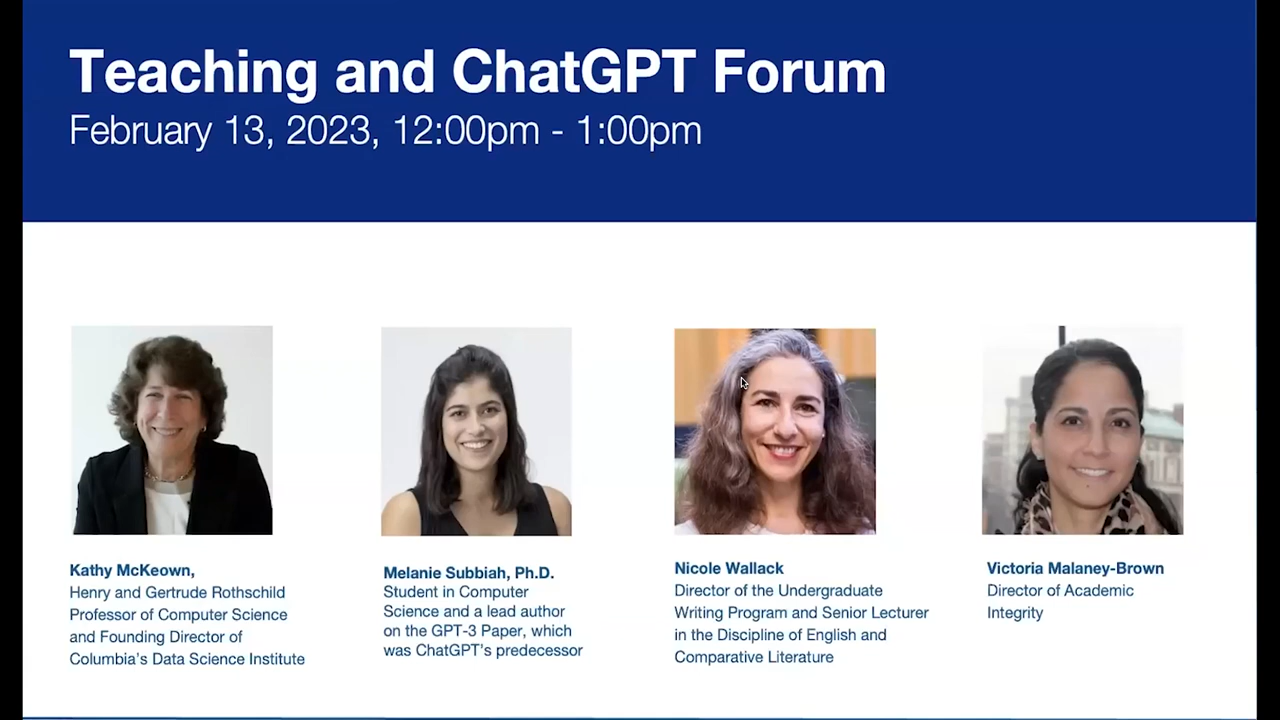 Teaching and ChatGPT Forum
February 13, 2023, 12:00pm - 1:00pm
Kathy McKeown,
Henry and Gertrude Rothschild
Professor of Computer Science
and Founding Director of
Columbia's Data Science Institute
Melanie Subbiah, Ph.D.
Student in Computer
Science and a lead author
on the GPT-3 Paper, which
was ChatGPT's predecessor
Nicole Wallack
Director of the Undergraduate
Writing Program and Senior Lecturer
in the Discipline of English and
Comparative Literature
Victoria Malaney-Brown
Director of Academic
Integrity